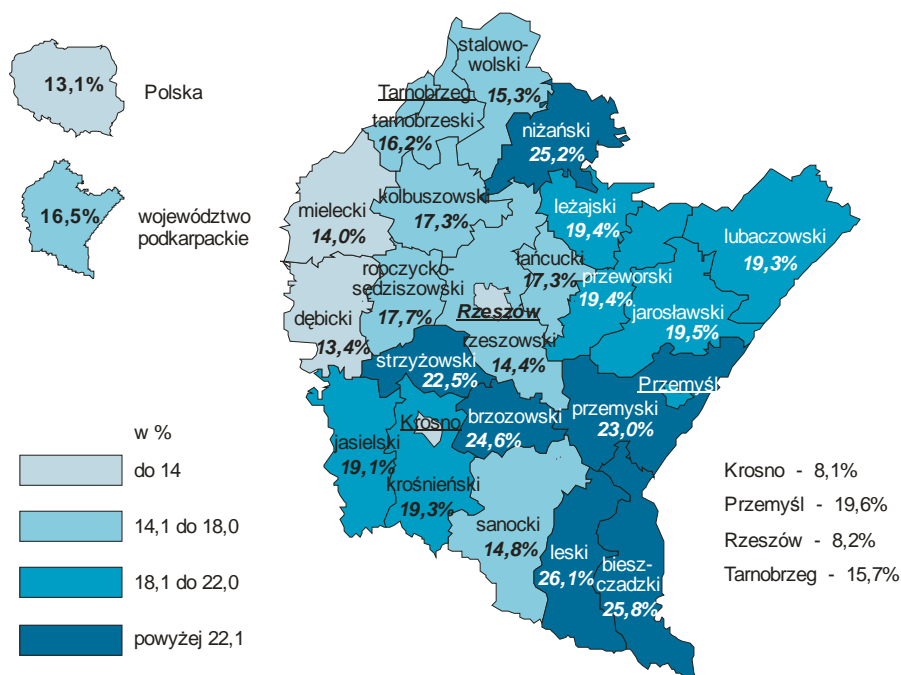 13,1%
Polska
16,5%
województwo
podkarpackie
stalowo-
wolski
15,3%
Tarnobrzeg
tarnobrzeski
16,2%
niżański
25,2%
mielecki
14,0%
kolbuszowski
17,3%
leżajski
19,4%
lubaczowski
19,3%
łańcucki
17,3%
ropczycko-
sędziszowski
17,7%
przeworski
19,4%
jarosławski
19,5%
dębicki
13,4%
Rzeszów
rzeszowski
14,4%
strzyżowski
22,5%
Przemyśl
przemyski
23,0%
brzozowski
24,6%
Krosno
jasielski
19,1%
krośnieński
19,3%
sanocki
14,8%
leski
26,1%
biesz-
czadzki
25,8%
w %
do 14
14,1 do 18,0
18,1 do 22,0
powyżej 22,1
Krosno - 8,1%
Przemyśl - 19,6%
Rzeszów - 8,2%
Tarnobrzeg - 15,7%